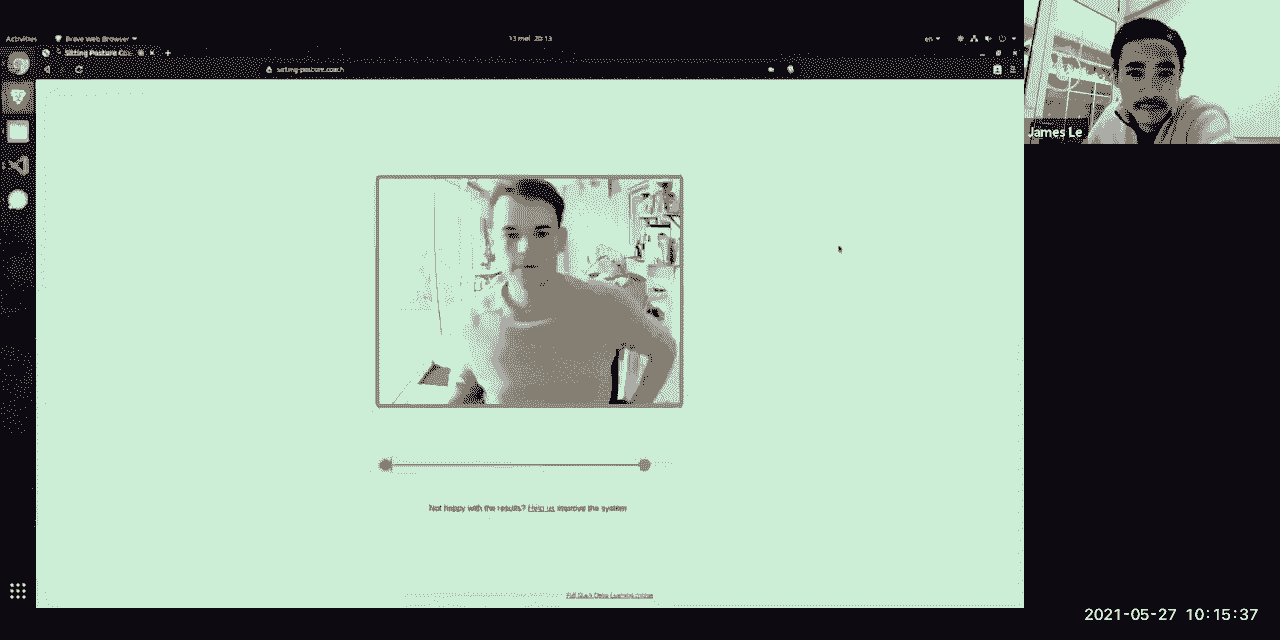 Activities
Brave Web Browser
13 mei 20:13
en
Sitting Posture Co...
sitting-posture.coach
James Le
Not happy with the results? Help us improve the system
Full Stack Deep Learning course
2021-05-27 10:15:37